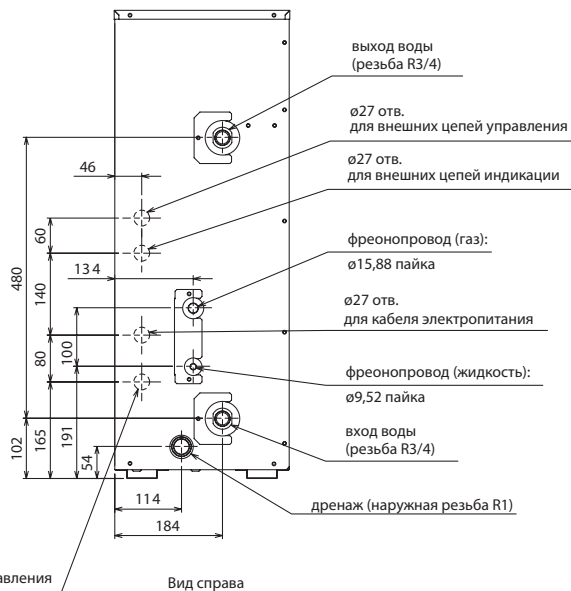 выход воды
(резьба R3/4)
ø27 отв.
для внешних цепей управления
ø27 отв.
для внешних цепей индикации
46
60
фреонопровод (газ):
ø15,88 пайка
134
480
140
ø27 отв.
для кабеля электропитания
100
80
фреонопровод (жидкость):
ø9,52 пайка
102
165
191
54
вход воды
(резьба R3/4)
114
184
дренаж (наружная резьба R1)
авления
Вид справа